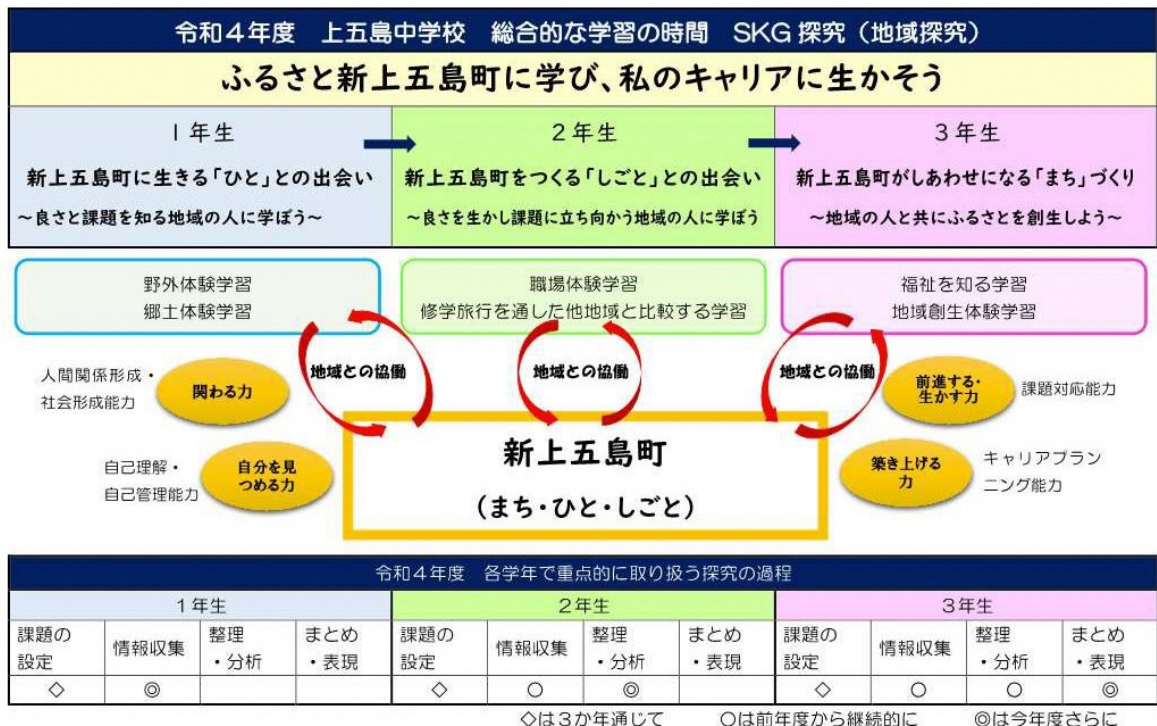 令和4年度 上五島中学校 総合的な学習の時間 SKG探究（地域探究）
ふるさと新上五島町に学び、私のキャリアに生かそう
1年生
新上五島町に生きる「ひと」との出会い
～良さと課題を知る地域の人に学ぼう～
2年生
新上五島町をつくる「しごと」との出会い
～良さを生かし課題に立ち向かう地域の人に学ぼう
3年生
新上五島町がしあわせになる「まち」づくり
～地域の人と共にふるさとを創生しよう～
野外体験学習
郷土体験学習
職場体験学習
修学旅行を通した他地域と比較する学習
福祉を知る学習
地域創生体験学習
地域との協働
地域との協働
地域との協働
人間関係形成・
社会形成能力
関わる力
自己理解・
自己管理能力
自分を見
つめる力
新上五島町
（まち・ひと・しごと）
前進する・
生かす力
課題対応能力
築き上げる
力
キャリアプラン
ニング能力
令和4年度 各学年で重点的に取り扱う探究の過程
1年生 2年生 3年生
課題の 整理 まとめ 課題の 整理 まとめ 課題の 整理 まとめ
設定 情報収集 ・分析 ・表現 設定 情報収集 ・分析 ・表現 設定 情報収集 ・分析 ・表現
◇ ◎ ◇ ○ ◎ ◇ ○ ○ ◎
◇は3か年通じて ○は前年度から継続的に ◎は今年度さらに